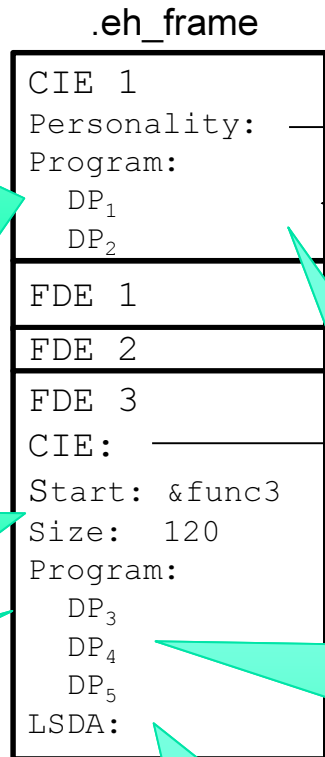 .eh_frame
CIE 1
Personality:
Program:
DP₁
DP₂
FDE 1
FDE 2
FDE 3
CIE:
Start: &func3
Size: 120
Program:
DP₃
DP₄
DP₅
LSDA: